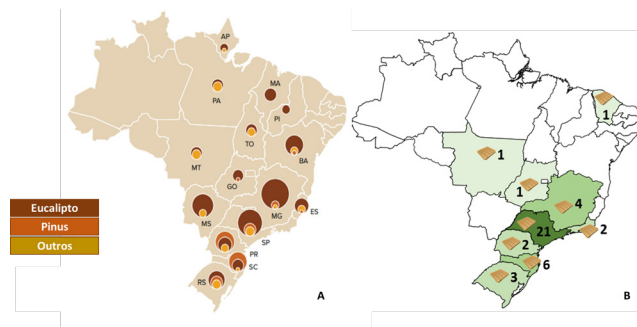 AP
PA
MA
PI
TO
BA
MT
GO
MG
ES
MS
SP
PR
SC
RS
Eucalipto
Pinus
Outros
A
1
1
1
4
21
2
2
6
3
B